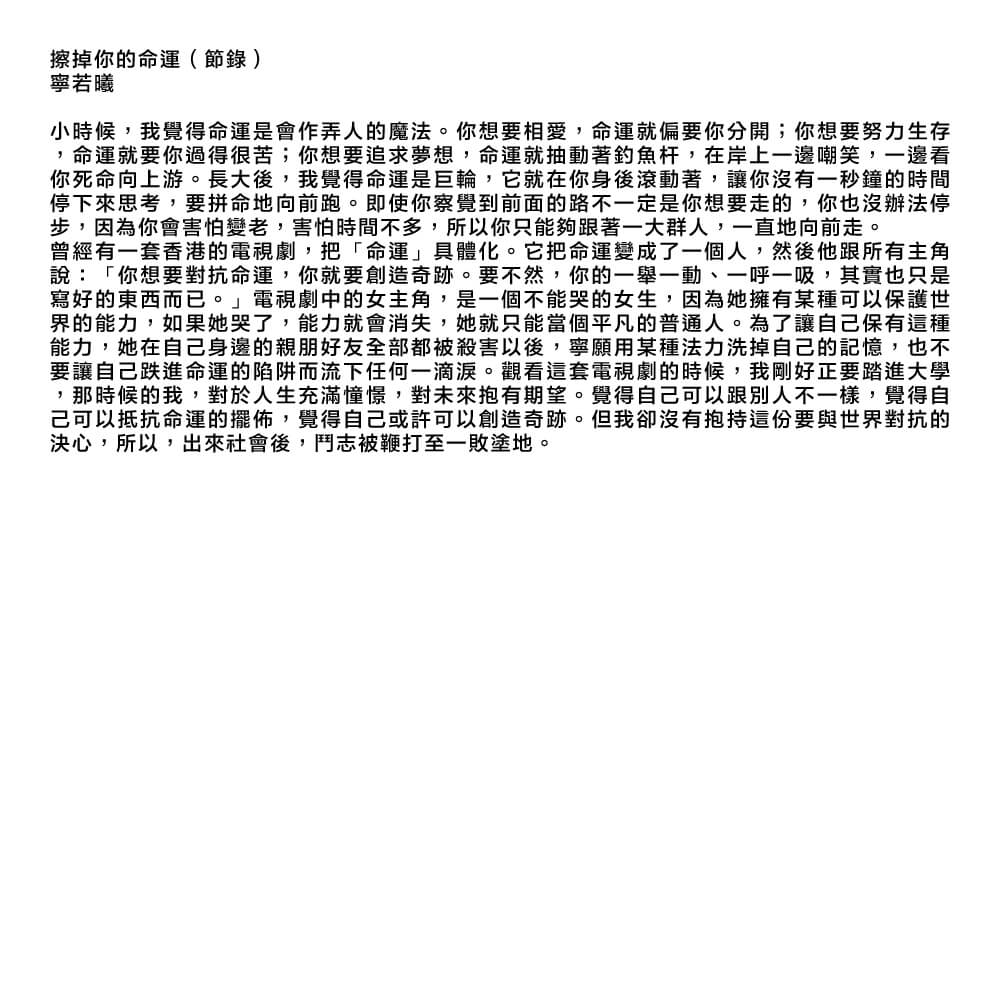 擦掉你的命運（節錄）
寧若曦
小時候，我覺得命運是會作弄人的魔法。你想要相愛，命運就偏要你分開；你想要努力生存
，命運就要你過得很苦；你想要追求夢想，命運就抽動著釣魚杆，在岸上一邊嘲笑，一邊看
你死命向上游。長大後，我覺得命運是巨輪，它就在你身後滾動著，讓你沒有一秒鐘的時間
停下來思考，要拼命地向前跑。即使你察覺到前面的路不一定是你想要走的，你也沒辦法停
步，因為你會害怕變老，害怕時間不多，所以你只能夠跟著一大群人，一直地向前走。
曾經有一套香港的電視劇，把「命運」具體化。它把命運變成了一個人，然後他跟所有主角
說：「你想要對抗命運，你就要創造奇跡。要不然，你的一舉一動、一呼一吸，其實也只是
寫好的東西而已。」電視劇中的女主角，是一個不能哭的女生，因為她擁有某種可以保護世
界的能力，如果她哭了，能力就會消失，她就只能當個平凡的普通人。為了讓自己保有這種
能力，她在自己身邊的親朋好友全部都被殺害以後，寧願用某種法力洗掉自己的記憶，也不
要讓自己跌進命運的陷阱而流下任何一滴淚。觀看這套電視劇的時候，我剛好正要踏進大學
，那時候的我，對於人生充滿憧憬，對未來抱有期望。覺得自己可以跟別人不一樣，覺得自
己可以抵抗命運的擺佈，覺得自己或許可以創造奇跡。但我卻沒有抱持這份要與世界對抗的
決心，所以，出來社會後，鬥志被鞭打至一敗塗地。